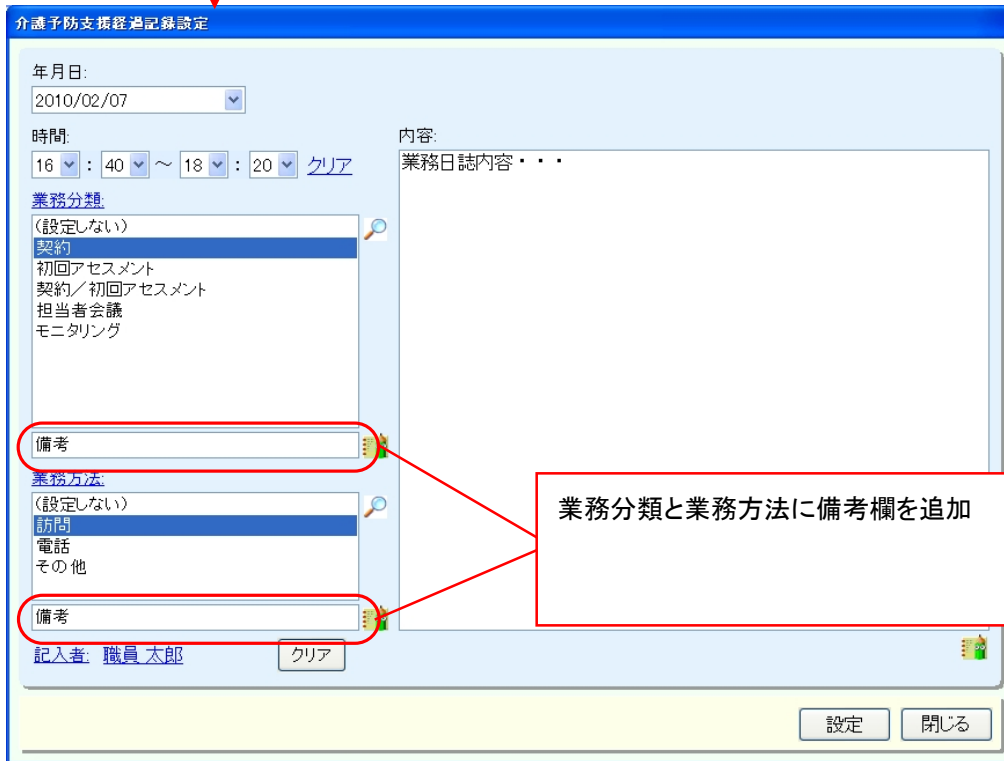 介護予防支援経過記録設定
年月日:
2010/02/07
時間:
16 : 40 ～ 18 : 20 クリア
業務分類:
(設定しない)
契約
初回アセスメント
契約／初回アセスメント
担当者会議
モニタリング
備考
業務方法:
(設定しない)
訪問
電話
その他
備考
記入者: 職員 太郎 クリア
内容:
業務日誌内容・・・
業務分類と業務方法に備考欄を追加
設定 閉じる